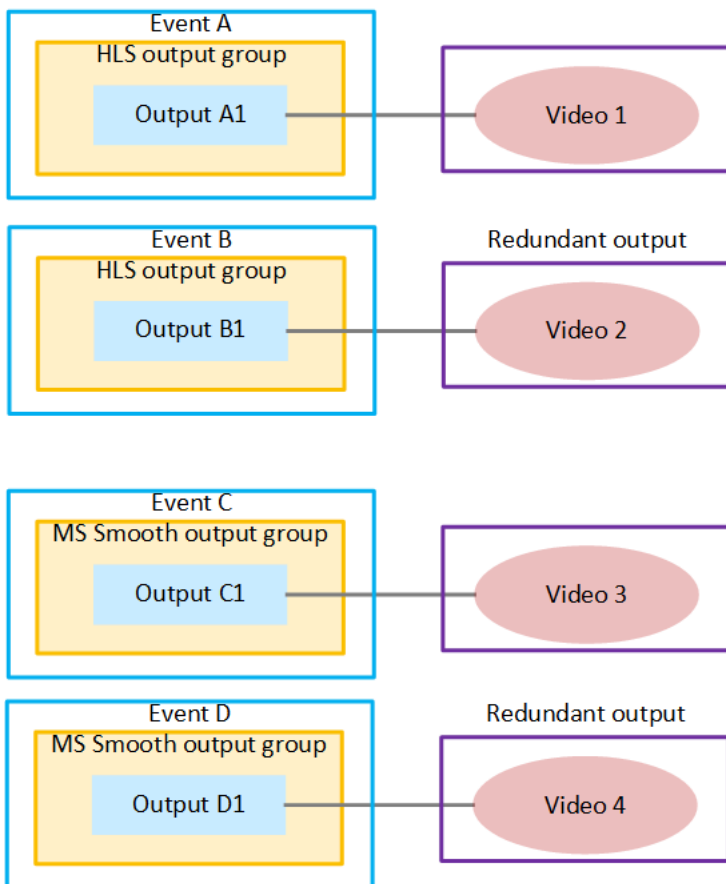 Event A
HLS output group
Output A1
Video 1
Event B
Redundant output
HLS output group
Output B1
Video 2
Event C
MS Smooth output group
Output C1
Video 3
Event D
Redundant output
MS Smooth output group
Output D1
Video 4